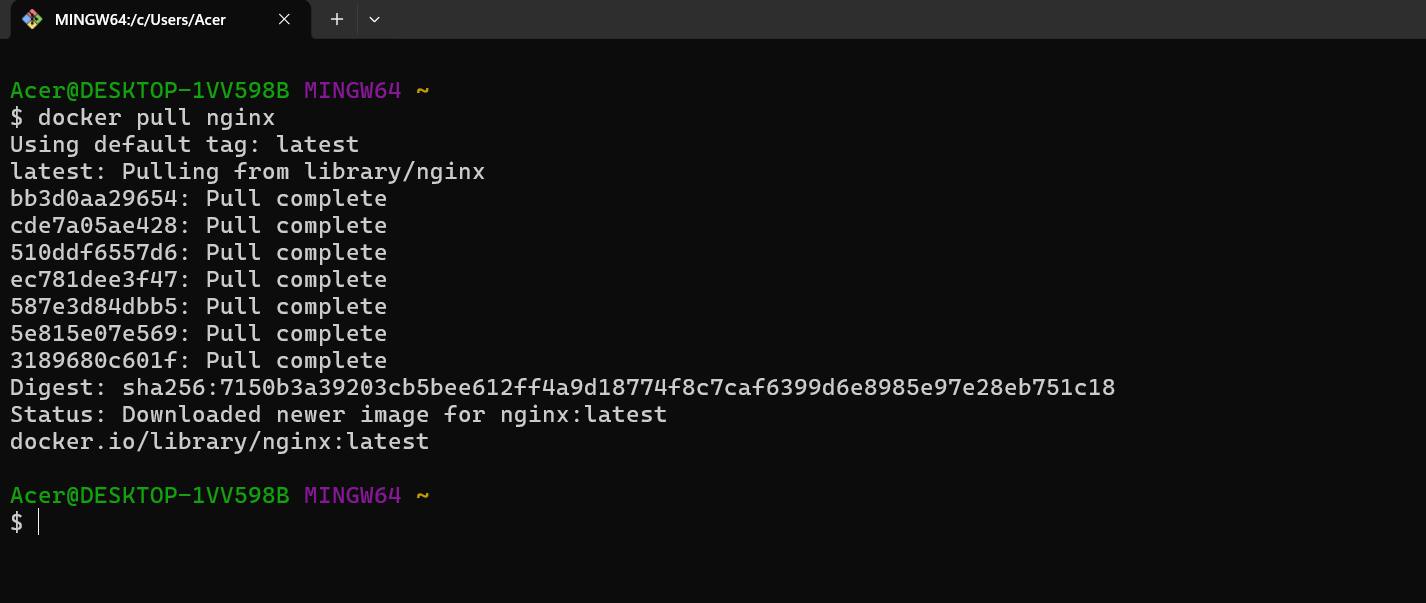 MINGW64:/c/Users/Acer
Acer@DESKTOP-1VV598B MINGW64 ~
$ docker pull nginx
Using default tag: latest
latest: Pulling from library/nginx
bb3d0aa29654: Pull complete
cde7a05ae428: Pull complete
510ddf6557d6: Pull complete
ec781dee3f47: Pull complete
587e3d84dbb5: Pull complete
5e815e07e569: Pull complete
3189680c601f: Pull complete
Digest: sha256:7150b3a39203cb5bee612ff4a9d18774f8c7caf6399d6e8985e97e28eb751c18
Status: Downloaded newer image for nginx:latest
docker.io/library/nginx:latest
Acer@DESKTOP-1VV598B MINGW64 ~
$